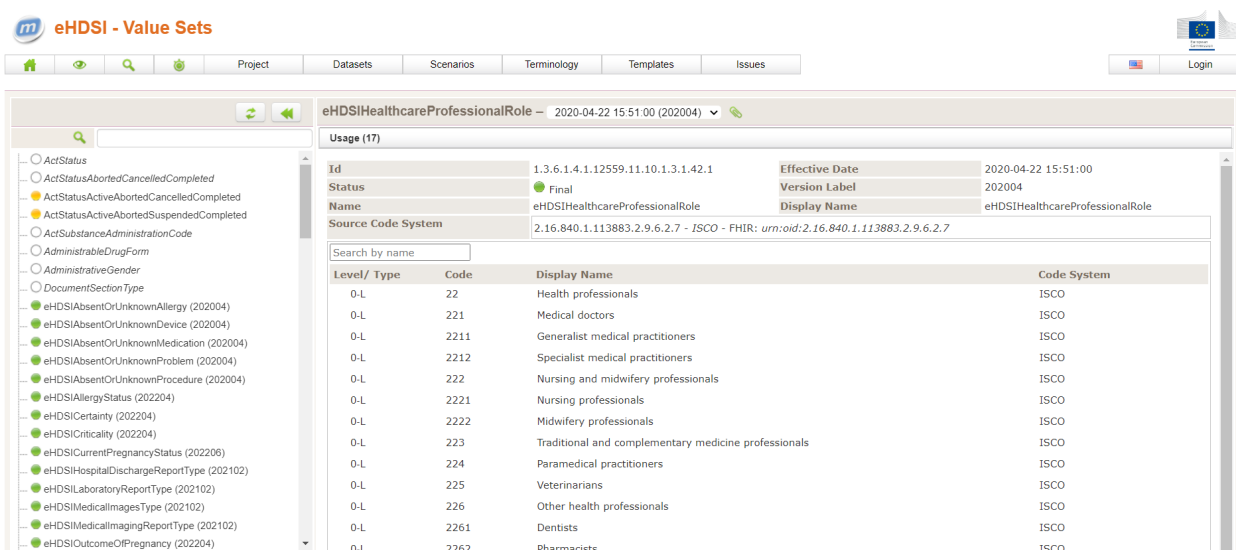 m eHDSI - Value Sets
Project Datasets Scenarios Terminology Templates Issues Login
eHDSIHealthcareProfessionalRole – 2020-04-22 15:51:00 (202004)
Usage (17)
ActStatus
ActStatusAbortedCancelledCompleted
ActStatusActiveAbortedCancelledCompleted
ActStatusActiveAbortedSuspendedCompleted
ActSubstanceAdministrationCode
AdministrableDrugForm
AdministrativeGender
DocumentSectionType
eHDSIAbsentOrUnknownAllergy (202004)
eHDSIAbsentOrUnknownDevice (202004)
eHDSIAbsentOrUnknownMedication (202004)
eHDSIAbsentOrUnknownProblem (202004)
eHDSIAbsentOrUnknownProcedure (202004)
eHDSIAllergyStatus (202204)
eHDSICertainty (202204)
eHDSICriticality (202204)
eHDSICurrentPregnancyStatus (202206)
eHDSIHospitalDischargeReportType (202102)
eHDSILaboratoryReportType (202102)
eHDSIMedicalImagesType (202102)
eHDSIMedicalImagingReportType (202102)
eHDSIOutcomeOfPregnancy (202204)
Id 1.3.6.1.4.1.12559.11.10.1.3.1.42.1 Effective Date 2020-04-22 15:51:00
Status Final Version Label 202004
Name eHDSIHealthcareProfessionalRole Display Name eHDSIHealthcareProfessionalRole
Source Code System 2.16.840.1.113883.2.9.6.2.7 - ISCO - FHIR: urn:oid:2.16.840.1.113883.2.9.6.2.7
Search by name
Level/ Type Code Display Name Code System
0-L 22 Health professionals ISCO
0-L 221 Medical doctors ISCO
0-L 2211 Generalist medical practitioners ISCO
0-L 2212 Specialist medical practitioners ISCO
0-L 222 Nursing and midwifery professionals ISCO
0-L 2221 Nursing professionals ISCO
0-L 2222 Midwifery professionals ISCO
0-L 223 Traditional and complementary medicine professionals ISCO
0-L 224 Paramedical practitioners ISCO
0-L 225 Veterinarians ISCO
0-L 226 Other health professionals ISCO
0-L 2261 Dentists ISCO
0-L 2262 Pharmacists ISCO